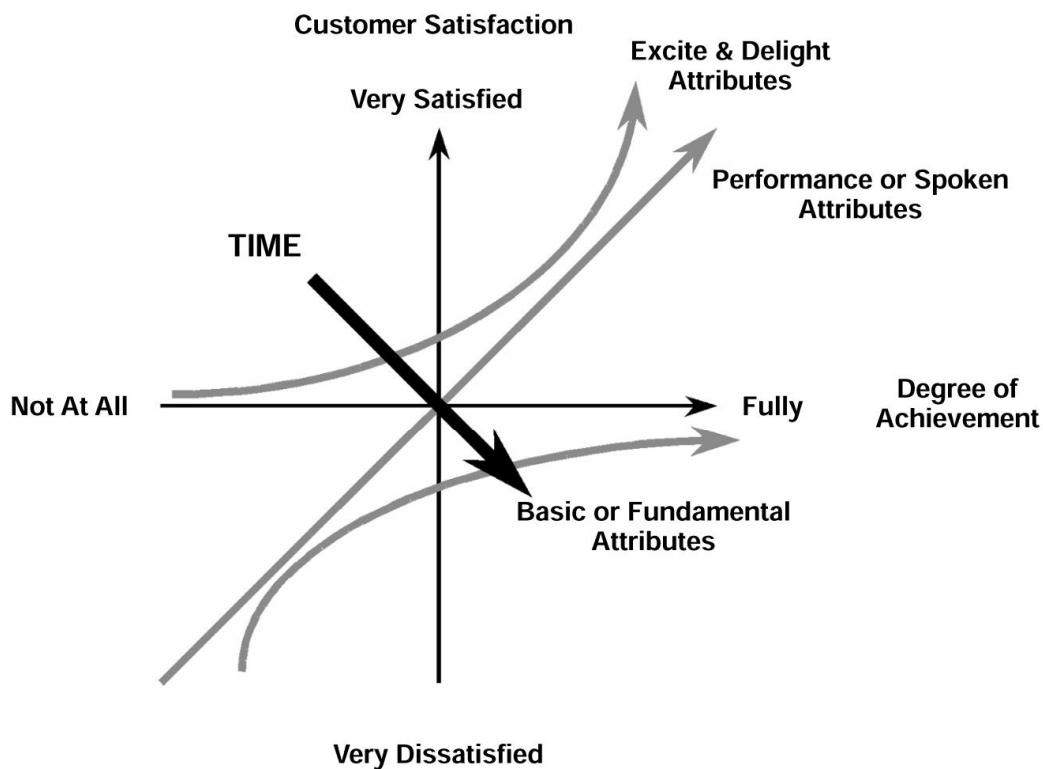 Customer Satisfaction
Excite & Delight
Attributes
Very Satisfied
Performance or Spoken
Attributes
TIME
Not At All
Fully
Degree of
Achievement
Basic or Fundamental
Attributes
Very Dissatisfied